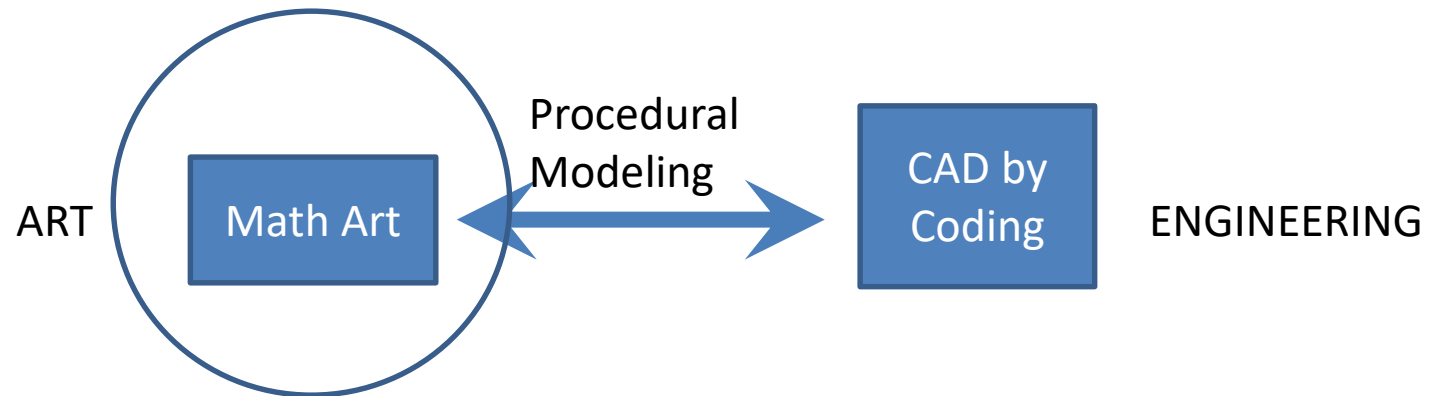 ART
Math Art
Procedural
Modeling
CAD by
Coding
ENGINEERING